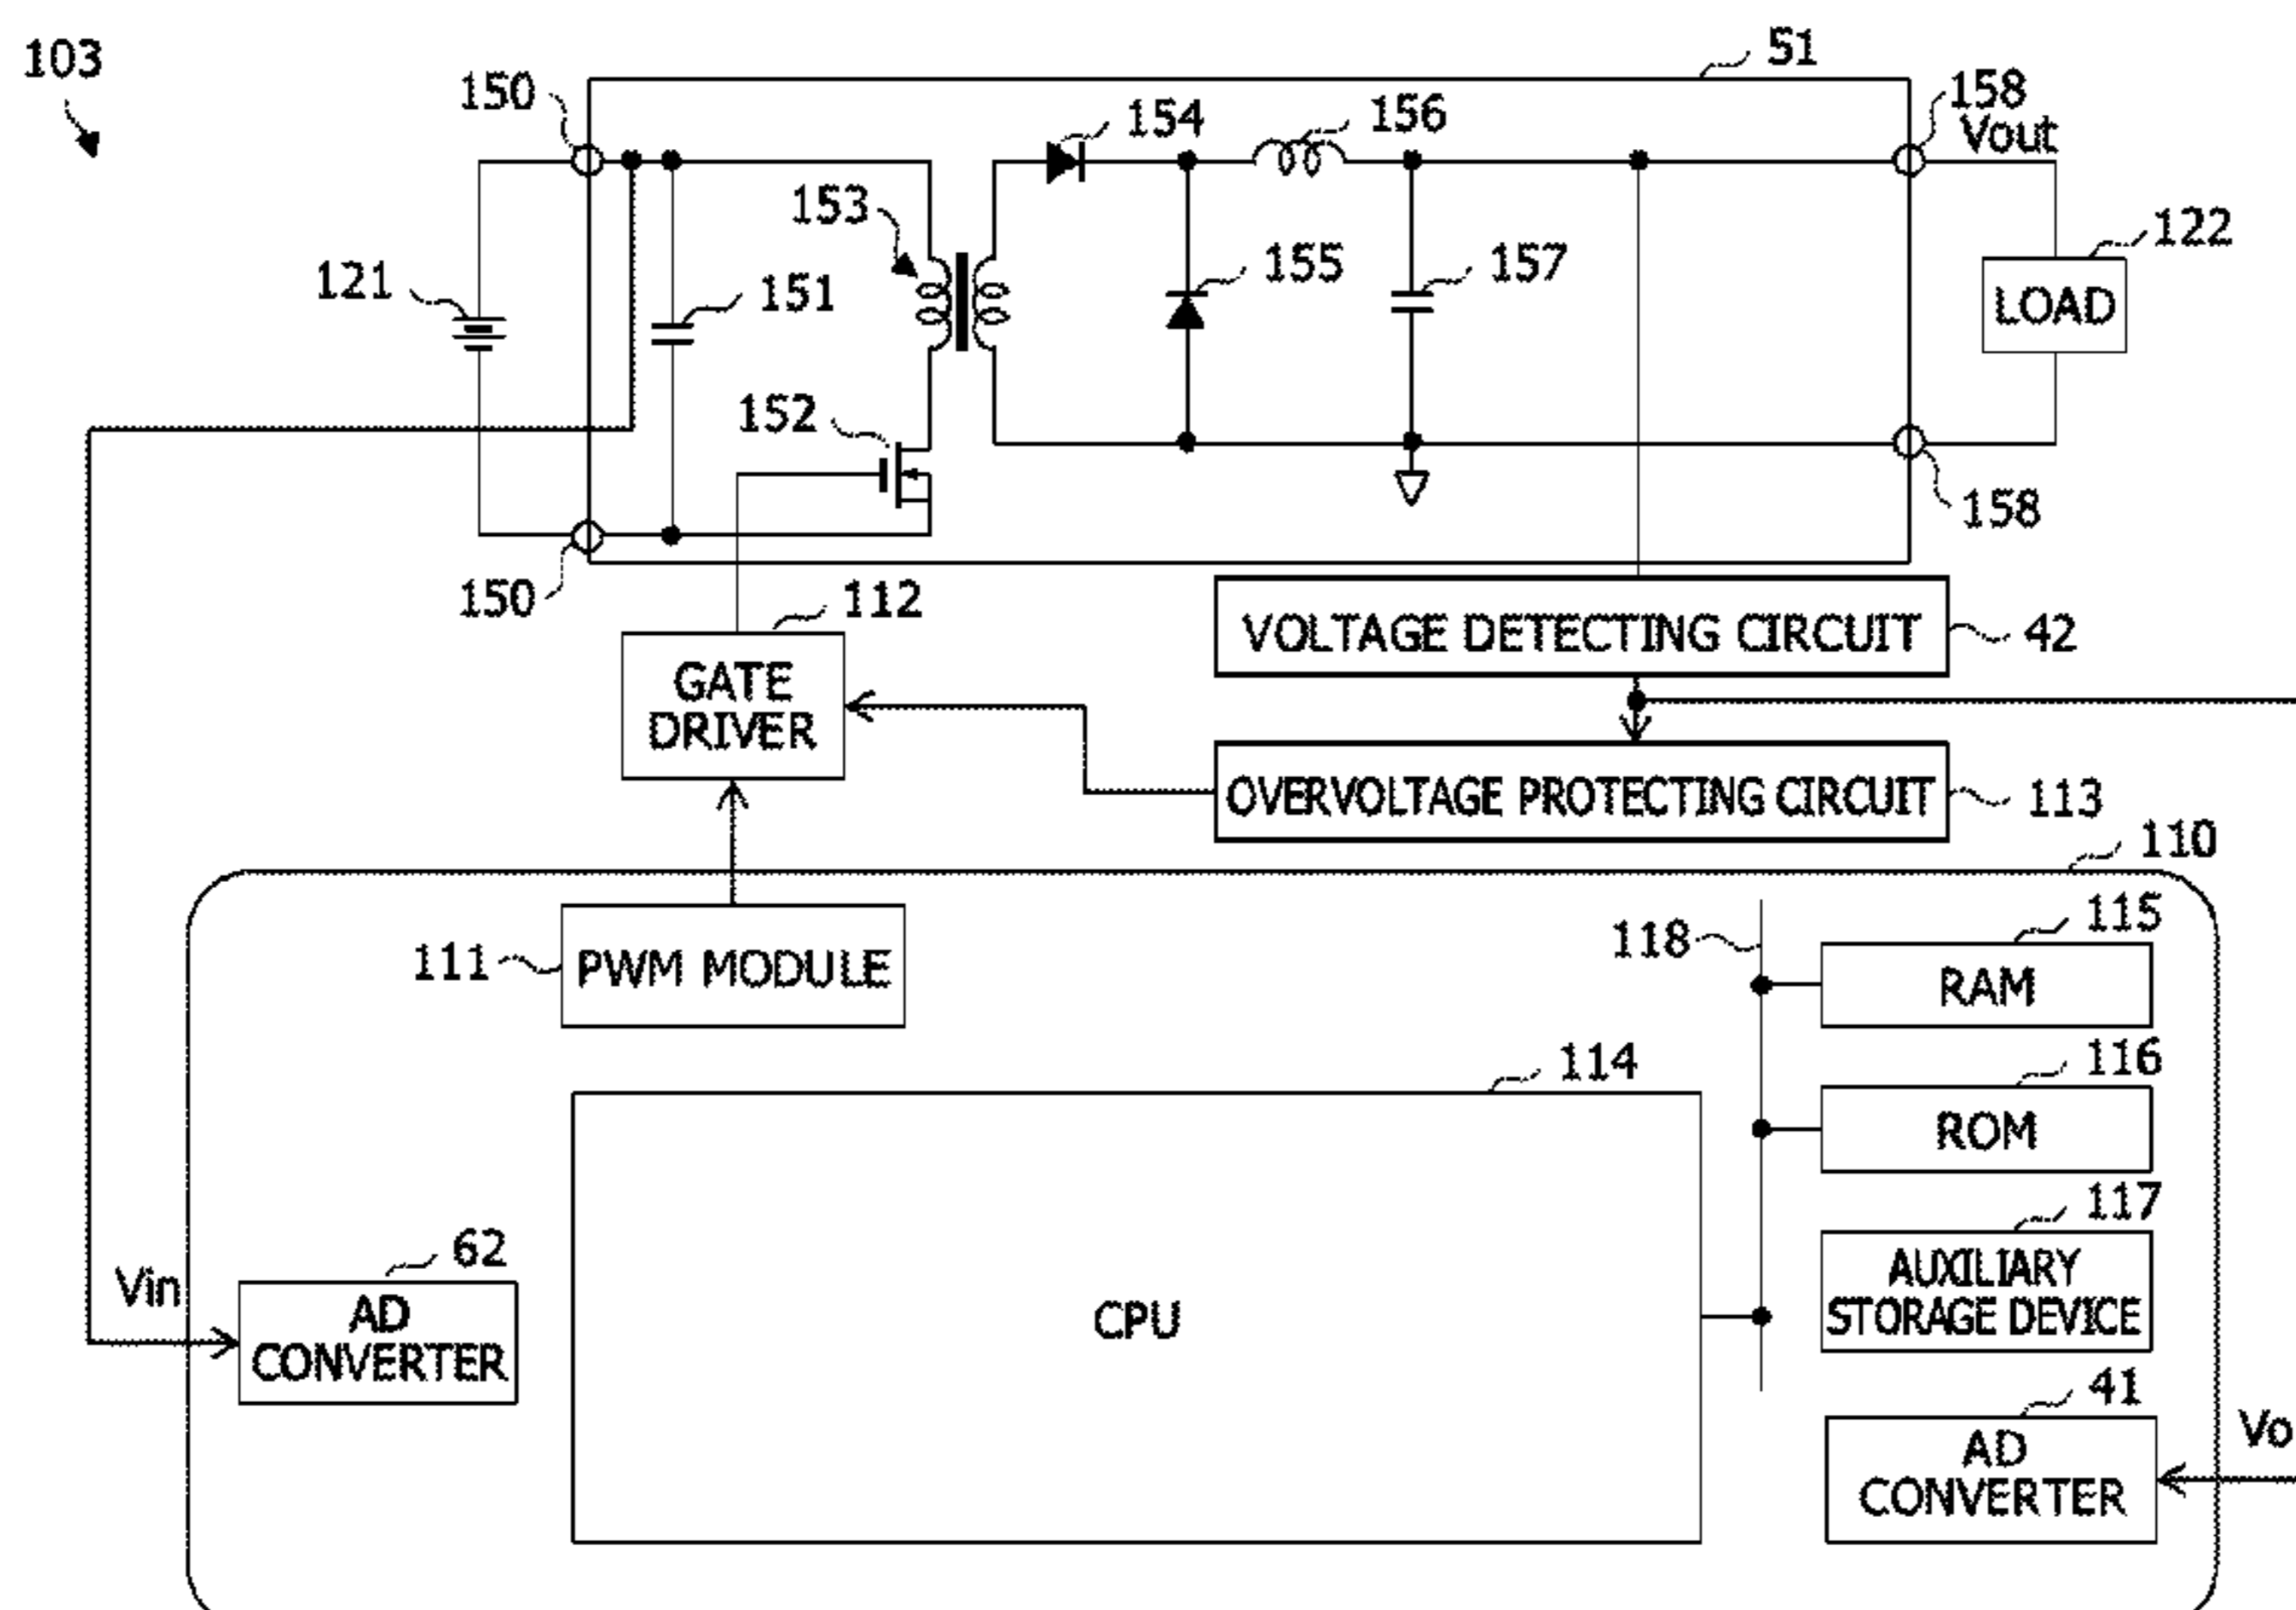 103
51
150
154
156
158
Vout
153
122
121
151
155
157
LOAD
152
158
150
112
VOLTAGE DETECTING CIRCUIT
42
GATE
DRIVER
OVERVOLTAGE PROTECTING CIRCUIT
113
110
115
111
PWM MODULE
118
RAM
114
116
ROM
117
62
Vin
AD
CONVERTER
CPU
AUXILIARY
STORAGE DEVICE
41
AD
CONVERTER
Vo